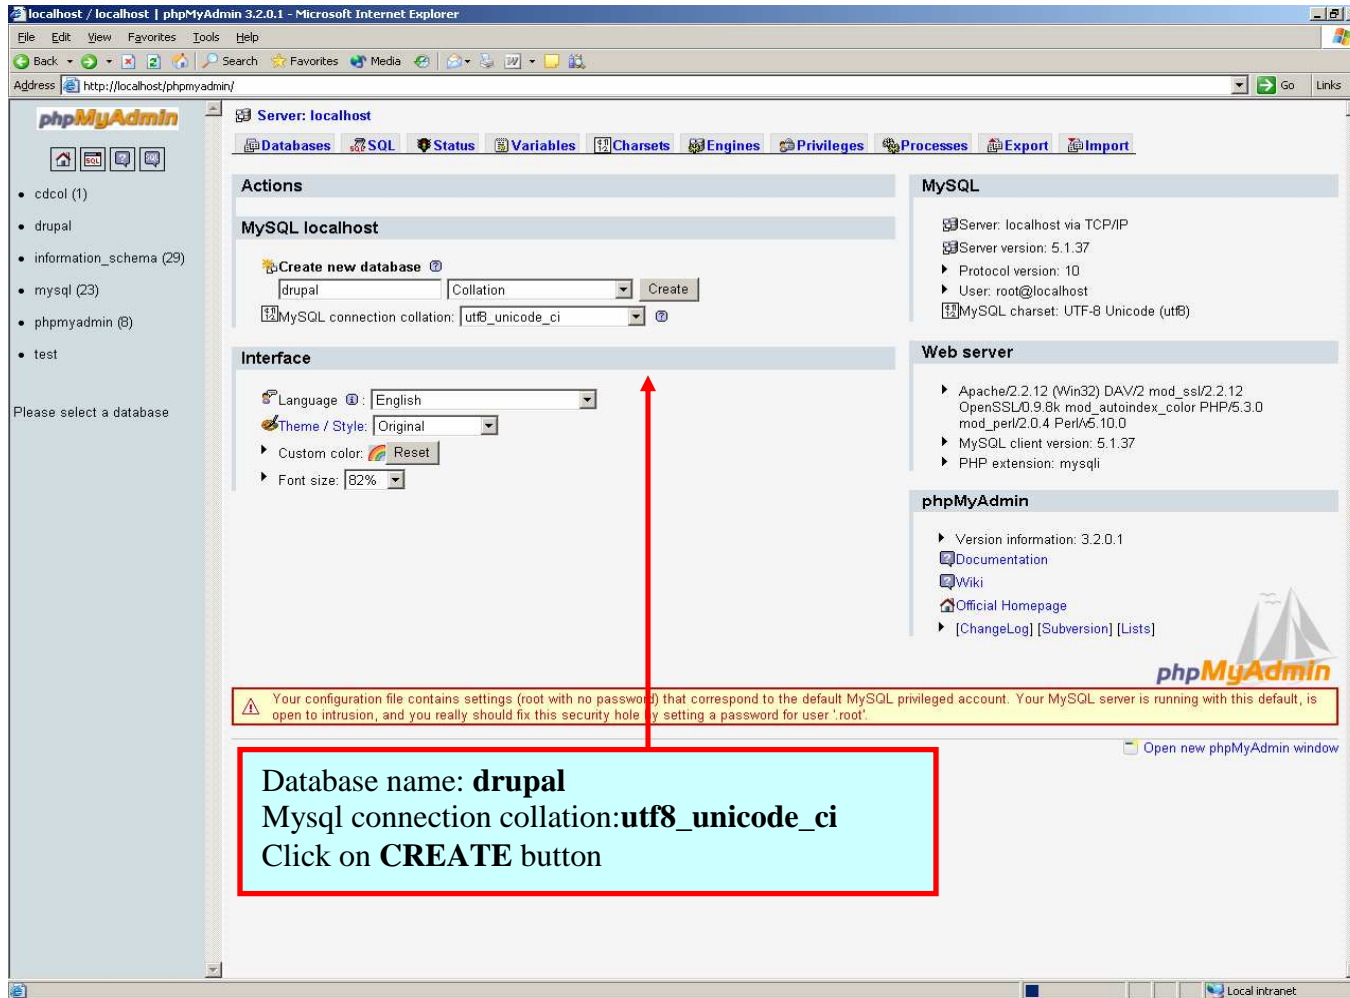 localhost / localhost | phpMyAdmin 3.2.0.1 - Microsoft Internet Explorer
File Edit View Favorites Tools Help
Back Search Favorites Media
Address http://localhost/phpmyadmin/ Go Links
phpMyAdmin
SQL
cdcol (1)
drupal
information_schema (29)
mysql (23)
phpmyadmin (8)
test
Please select a database
Server: localhost
Databases SQL Status Variables Charsets Engines Privileges Processes Export Import
Actions
MySQL localhost
Create new database
drupal Collation Create
MySQL connection collation: utf8_unicode_ci
Interface
Language : English
Theme / Style: Original
Custom color: Reset
Font size: 82%
MySQL
Server: localhost via TCP/IP
Server version: 5.1.37
Protocol version: 10
User: root@localhost
MySQL charset: UTF-8 Unicode (utf8)
Web server
Apache/2.2.12 (Win32) DAV/2 mod_ssl/2.2.12
OpenSSL/0.9.8k mod_autoindex_color PHP/5.3.0
mod_perl/2.0.4 Perl/v5.10.0
MySQL client version: 5.1.37
PHP extension: mysqli
phpMyAdmin
Version information: 3.2.0.1
Documentation
Wiki
Official Homepage
[ChangeLog] [Subversion] [Lists]
phpMyAdmin
Your configuration file contains settings (root with no password) that correspond to the default MySQL privileged account. Your MySQL server is running with this default, is
open to intrusion, and you really should fix this security hole by setting a password for user '.root'.
Open new phpMyAdmin window
Database name: drupal
Mysql connection collation:utf8_unicode_ci
Click on CREATE button
Local intranet